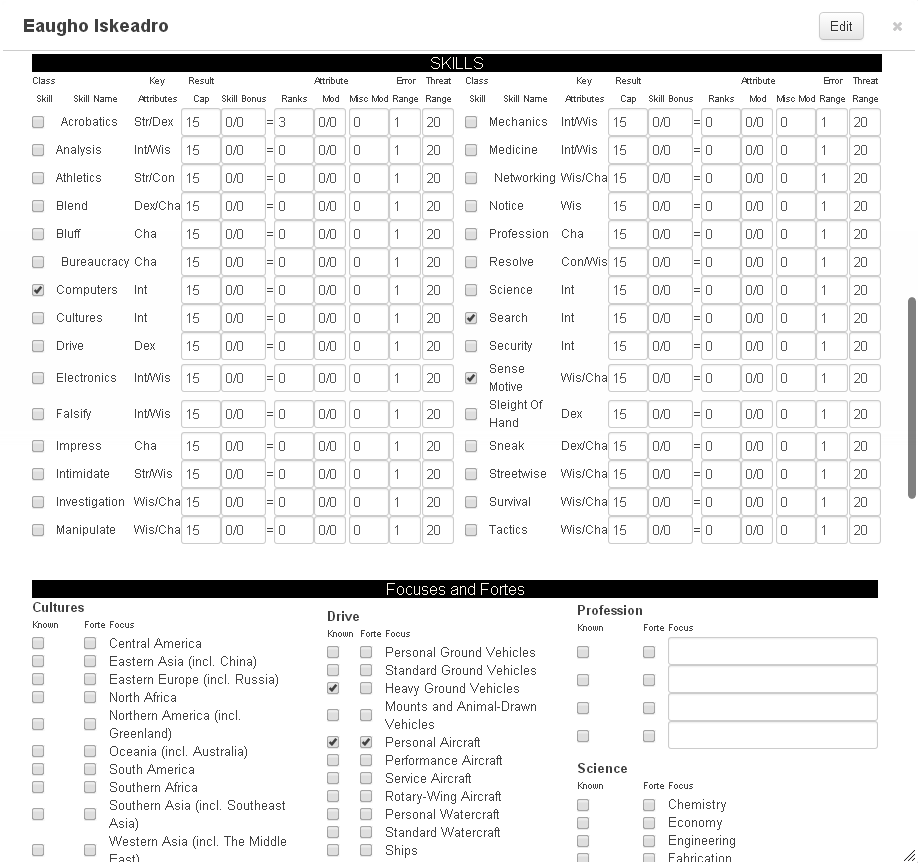 Eaugho Iskeadro
Edit
×
SKILLS
Class Key Result Attribute Error Threat Class Key Result Attribute Error Threat
Skill Skill Name Attributes Cap Skill Bonus Ranks Mod Misc Mod Range Range Skill Skill Name Attributes Cap Skill Bonus Ranks Mod Misc Mod Range Range
Acrobatics Str/Dex 15 0/0 = 3 0/0 0 1 20 Mechanics Int/Wis 15 0/0 = 0 0/0 0 1 20
Analysis Int/Wis 15 0/0 = 0 0/0 0 1 20 Medicine Int/Wis 15 0/0 = 0 0/0 0 1 20
Athletics Str/Con 15 0/0 = 0 0/0 0 1 20 Networking Wis/Cha 15 0/0 = 0 0/0 0 1 20
Blend Dex/Cha 15 0/0 = 0 0/0 0 1 20 Notice Wis 15 0/0 = 0 0/0 0 1 20
Bluff Cha 15 0/0 = 0 0/0 0 1 20 Profession Cha 15 0/0 = 0 0/0 0 1 20
Bureaucracy Cha 15 0/0 = 0 0/0 0 1 20 Resolve Con/Wis 15 0/0 = 0 0/0 0 1 20
Computers Int 15 0/0 = 0 0/0 0 1 20 Science Int 15 0/0 = 0 0/0 0 1 20
Cultures Int 15 0/0 = 0 0/0 0 1 20 Search Int 15 0/0 = 0 0/0 0 1 20
Drive Dex 15 0/0 = 0 0/0 0 1 20 Security Int 15 0/0 = 0 0/0 0 1 20
Electronics Int/Wis 15 0/0 = 0 0/0 0 1 20 Sense Motive Wis/Cha 15 0/0 = 0 0/0 0 1 20
Falsify Int/Wis 15 0/0 = 0 0/0 0 1 20 Sleight Of Hand Dex 15 0/0 = 0 0/0 0 1 20
Impress Cha 15 0/0 = 0 0/0 0 1 20 Sneak Dex/Cha 15 0/0 = 0 0/0 0 1 20
Intimidate Str/Wis 15 0/0 = 0 0/0 0 1 20 Streetwise Wis/Cha 15 0/0 = 0 0/0 0 1 20
Investigation Wis/Cha 15 0/0 = 0 0/0 0 1 20 Survival Wis/Cha 15 0/0 = 0 0/0 0 1 20
Manipulate Wis/Cha 15 0/0 = 0 0/0 0 1 20 Tactics Wis/Cha 15 0/0 = 0 0/0 0 1 20
Focuses and Fortes
Cultures
Known Forte Focus
Central America
Eastern Asia (incl. China)
Eastern Europe (incl. Russia)
North Africa
Northern America (incl.
Greenland)
Oceania (incl. Australia)
South America
Southern Africa
Southern Asia (incl. Southeast
Asia)
Western Asia (incl. The Middle
East)
Drive
Known Forte Focus
Personal Ground Vehicles
Standard Ground Vehicles
Heavy Ground Vehicles
Mounts and Animal-Drawn
Vehicles
Personal Aircraft
Performance Aircraft
Service Aircraft
Rotary-Wing Aircraft
Personal Watercraft
Standard Watercraft
Ships
Profession
Known Forte Focus
Science
Known Forte Focus
Chemistry
Economy
Engineering
Fabrication